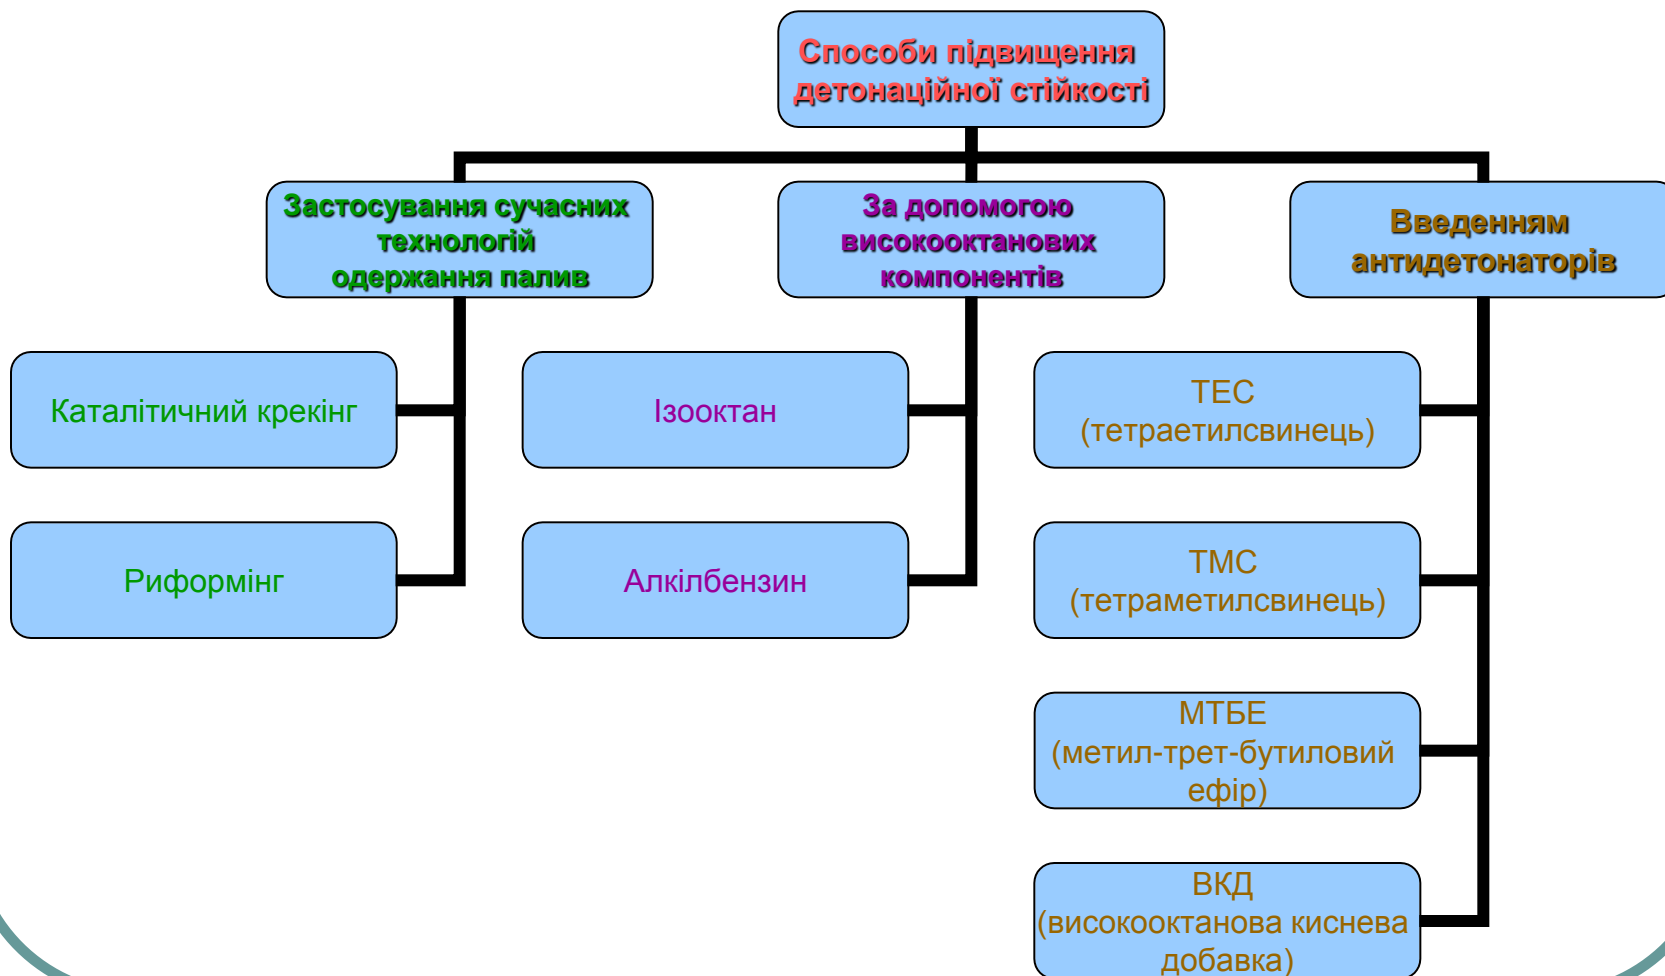 Способи підвищення
детонаційної стійкості
Застосування сучасних
технологій
одержання палив
За допомогою
високооктанових
компонентів
Введенням
антидетонаторів
Каталітичний крекінг
Риформінг
Ізооктан
Алкілбензин
ТЕС
(тетраетилсвинець)
ТМС
(тетраметилсвинець)
МТБЕ
(метил-трет-бутиловий
ефір)
ВКД
(високооктанова киснева
добавка)